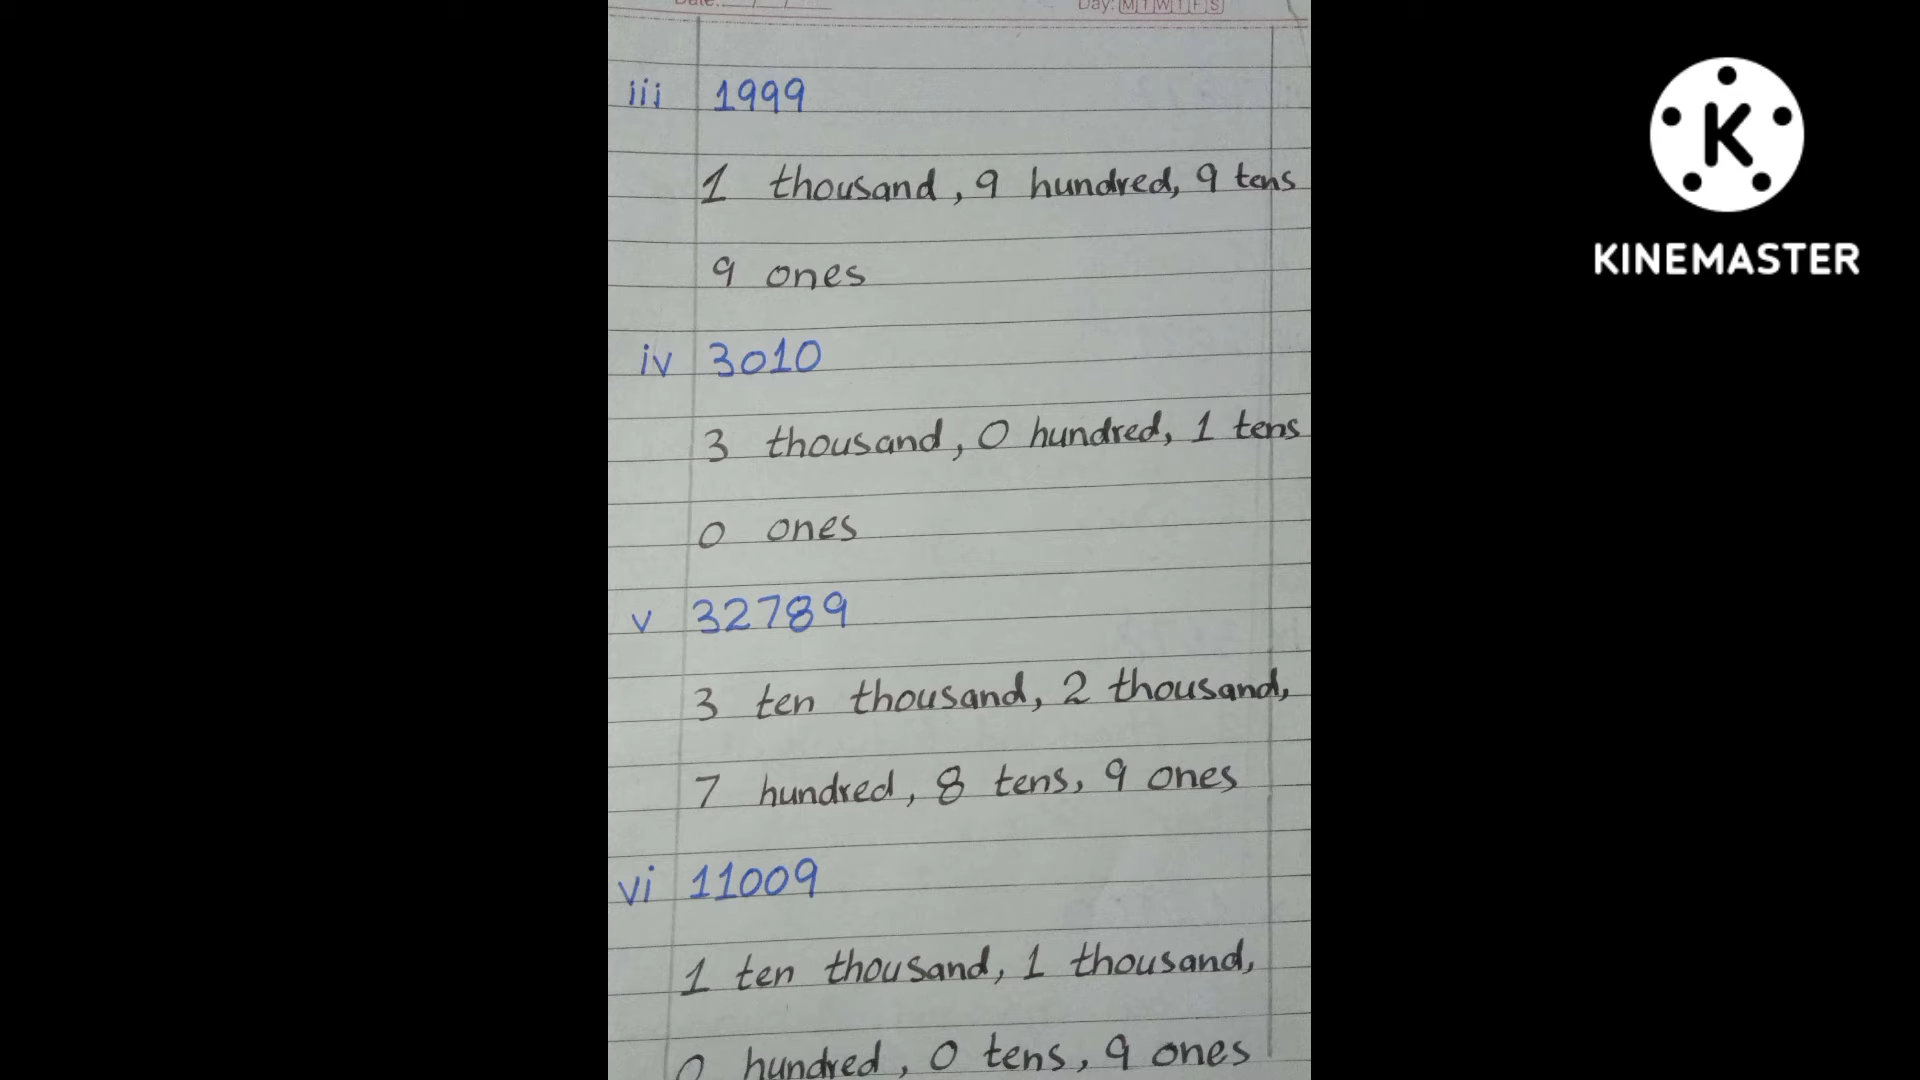 Date: / /
Day: M T W T F S
iii 1999
1 thousand, 9 hundred, 9 tens
9 ones
iv 3010
3 thousand, 0 hundred, 1 tens
0 ones
v 32789
3 ten thousand, 2 thousand,
7 hundred, 8 tens, 9 ones
vi 11009
1 ten thousand, 1 thousand,
0 hundred, 0 tens, 9 ones
K
KINEMASTER